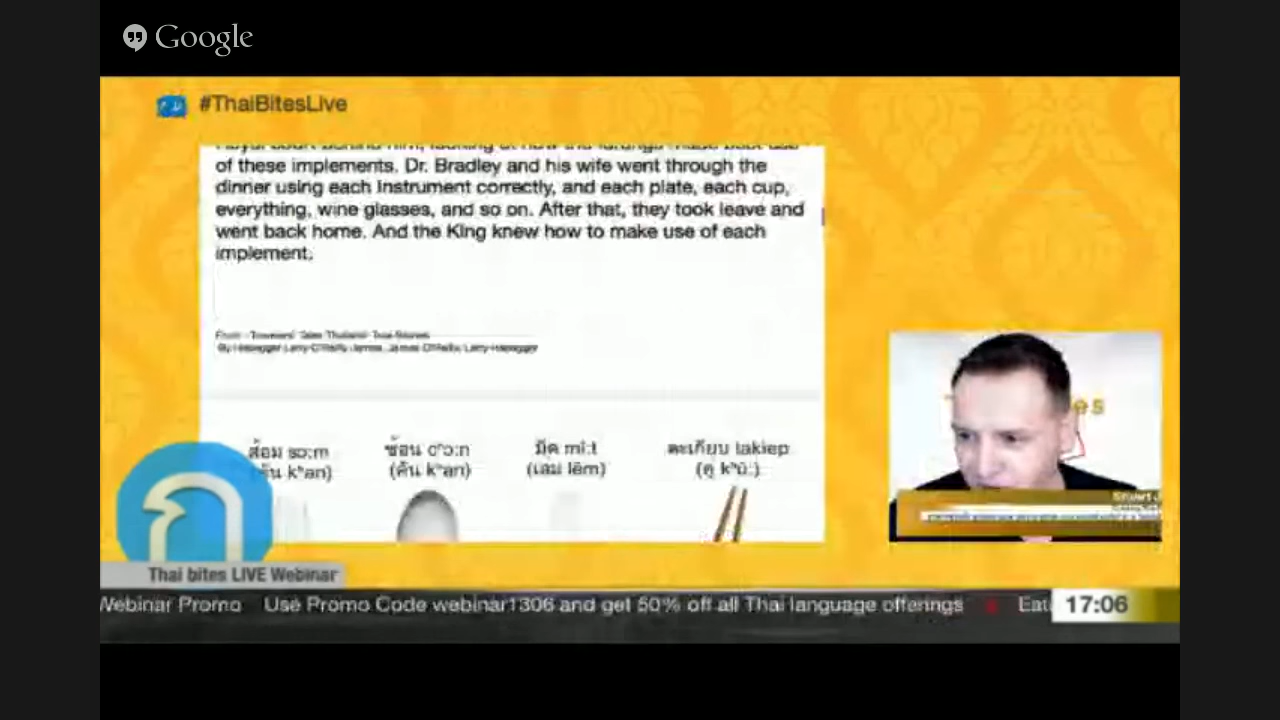 Google
#ThaiBitesLive
of these implements. Dr. Bradley and his wife went through the
dinner using each Instrument correctly, and each plate, each cup,
everything, wine glasses, and so on. After that, they took leave and
went back home. And the King knew how to make use of each
implement.
ส้อม sɔ:m
ช้อน cʰɔ:n
มีด mî:t
ตะเกียบ takiep
(คัน kʰan)
(คัน kʰan)
(เล่ม lêm)
(คู่ kʰû:)
ก
Thai bites LIVE Webinar
Webinar Promo Use Promo Code webinar1306 and get 50% off all Thai language offerings
17:06